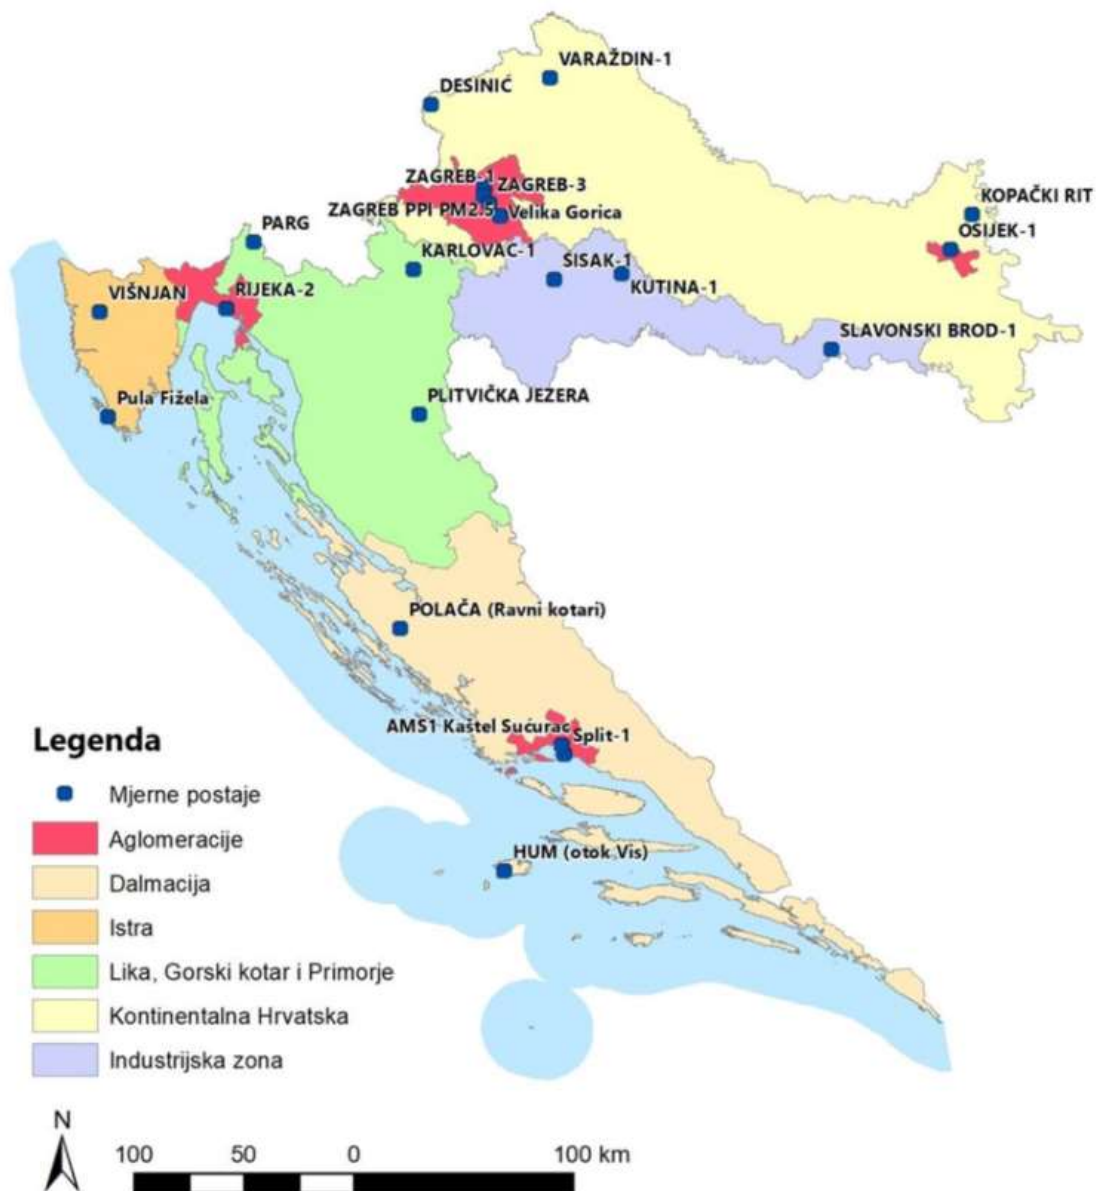 VARAŽDIN-1
DESINIĆ
ZAGREB-1
ZAGREB-3
KOPAČKI RIT
ZAGREB PPI PM2.5
Velika Gorica
PARG
OSIJEK-1
KARLOVAC-1
SISAK-1
VIŠNJAN
RIJEKA-2
KUTINA-1
SLAVONSKI BROD-1
Pula Fižela
PLITVIČKA JEZERA
POLAČA (Ravni kotari)
AMS1 Kaštel Sućurac
Split-1
HUM (otok Vis)
Legenda
Mjerne postaje
Aglomeracije
Dalmacija
Istra
Lika, Gorski kotar i Primorje
Kontinentalna Hrvatska
Industrijska zona
N
100 50 0 100 km